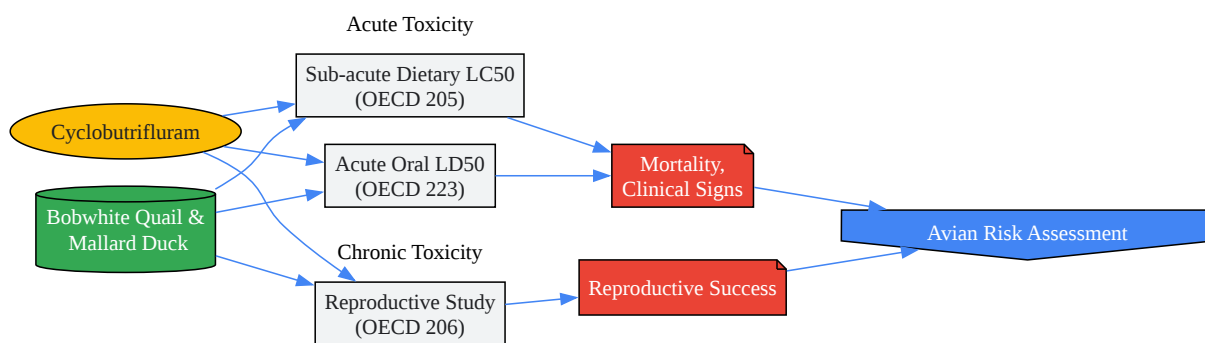 Acute Toxicity
Sub-acute Dietary LC50
(OECD 205)
Cyclobutrifluram
Acute Oral LD50
(OECD 223)
Mortality,
Clinical Signs
Bobwhite Quail &
Mallard Duck
Avian Risk Assessment
Chronic Toxicity
Reproductive Study
(OECD 206)
Reproductive Success